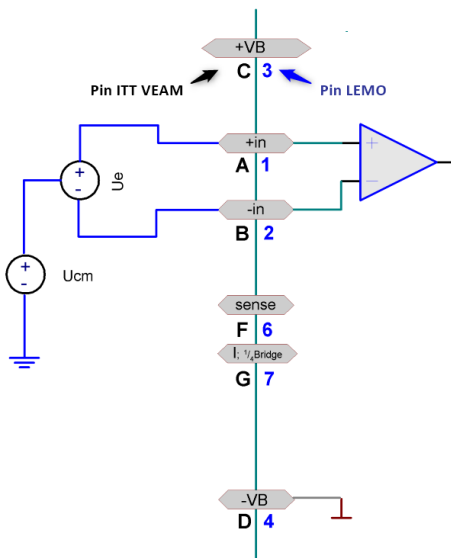 +VB
C 3
Pin ITT VEAM
Pin LEMO
+in
A 1
+
-
Ue
+
−
-in
B 2
+
-
Ucm
sense
F 6
I; 1/4Bridge
G 7
-VB
D 4